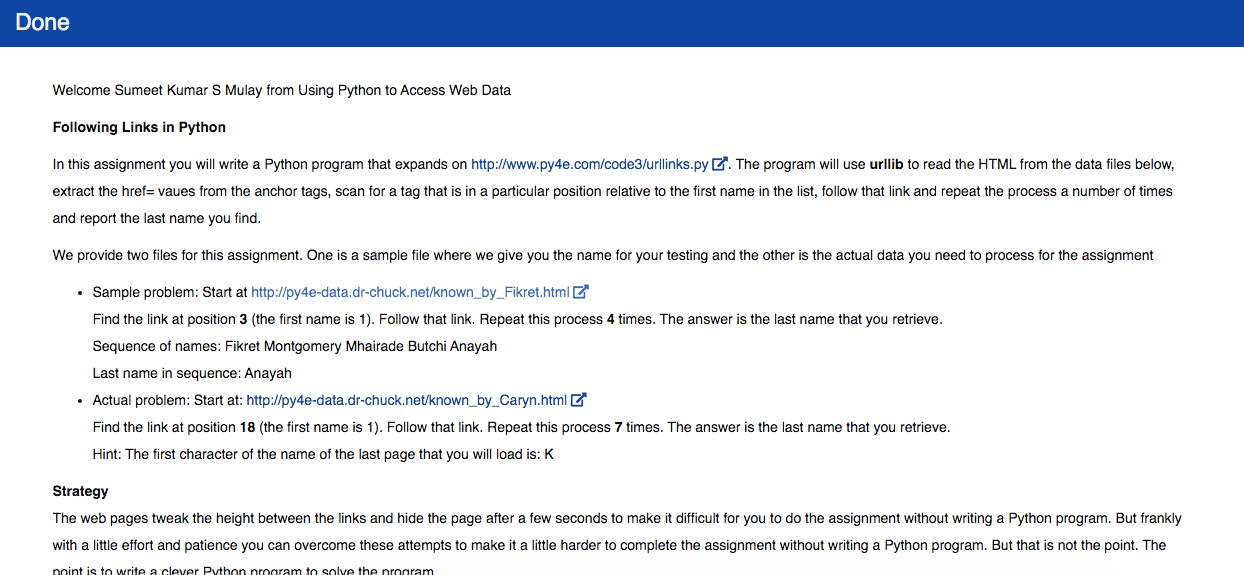 Done
Welcome Sumeet Kumar S Mulay from Using Python to Access Web Data
Following Links in Python
In this assignment you will write a Python program that expands on http://www.py4e.com/code3/urllinks.py. The program will use urllib to read the HTML from the data files below,
extract the href= vaues from the anchor tags, scan for a tag that is in a particular position relative to the first name in the list, follow that link and repeat the process a number of times
and report the last name you find.
We provide two files for this assignment. One is a sample file where we give you the name for your testing and the other is the actual data you need to process for the assignment
• Sample problem: Start at http://py4e-data.dr-chuck.net/known_by_Fikret.html
Find the link at position 3 (the first name is 1). Follow that link. Repeat this process 4 times. The answer is the last name that you retrieve.
Sequence of names: Fikret Montgomery Mhairade Butchi Anayah
Last name in sequence: Anayah
• Actual problem: Start at: http://py4e-data.dr-chuck.net/known_by_Caryn.html
Find the link at position 18 (the first name is 1). Follow that link. Repeat this process 7 times. The answer is the last name that you retrieve.
Hint: The first character of the name of the last page that you will load is: K
Strategy
The web pages tweak the height between the links and hide the page after a few seconds to make it difficult for you to do the assignment without writing a Python program. But frankly
with a little effort and patience you can overcome these attempts to make it a little harder to complete the assignment without writing a Python program. But that is not the point. The
point is to write a clever Python program to solve the program.